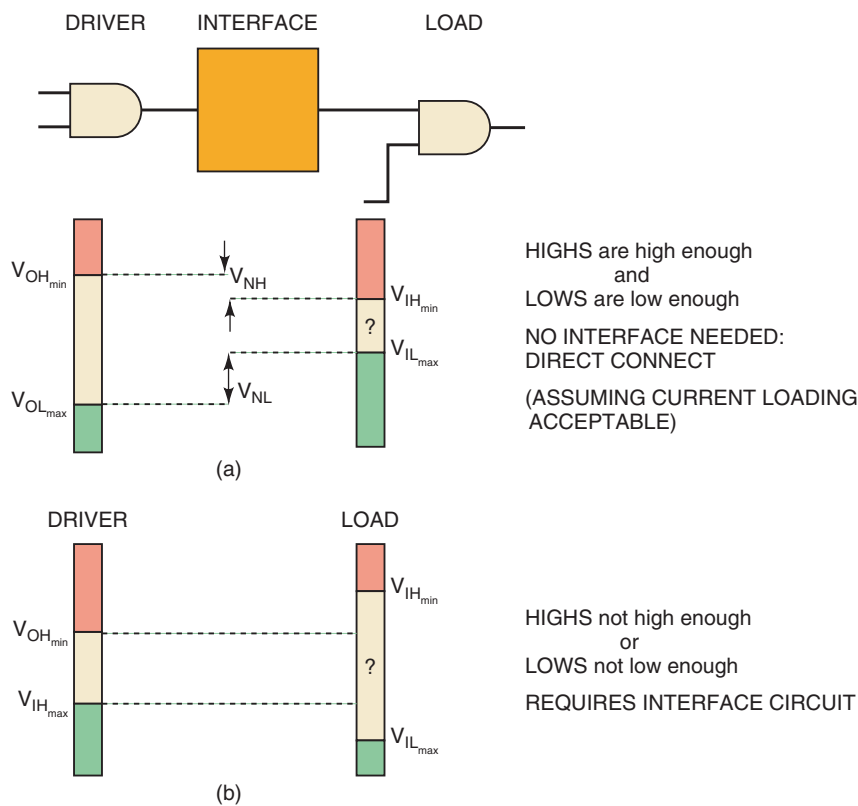 DRIVER INTERFACE LOAD
VOHmin
VNH
VIHmin
?
VILmax
VNL
VOLmax
HIGHS are high enough
and
LOWS are low enough
NO INTERFACE NEEDED:
DIRECT CONNECT
(ASSUMING CURRENT LOADING
ACCEPTABLE)
(a)
DRIVER LOAD
VIHmin
VOHmin
?
VIHmax
VILmax
HIGHS not high enough
or
LOWS not low enough
REQUIRES INTERFACE CIRCUIT
(b)